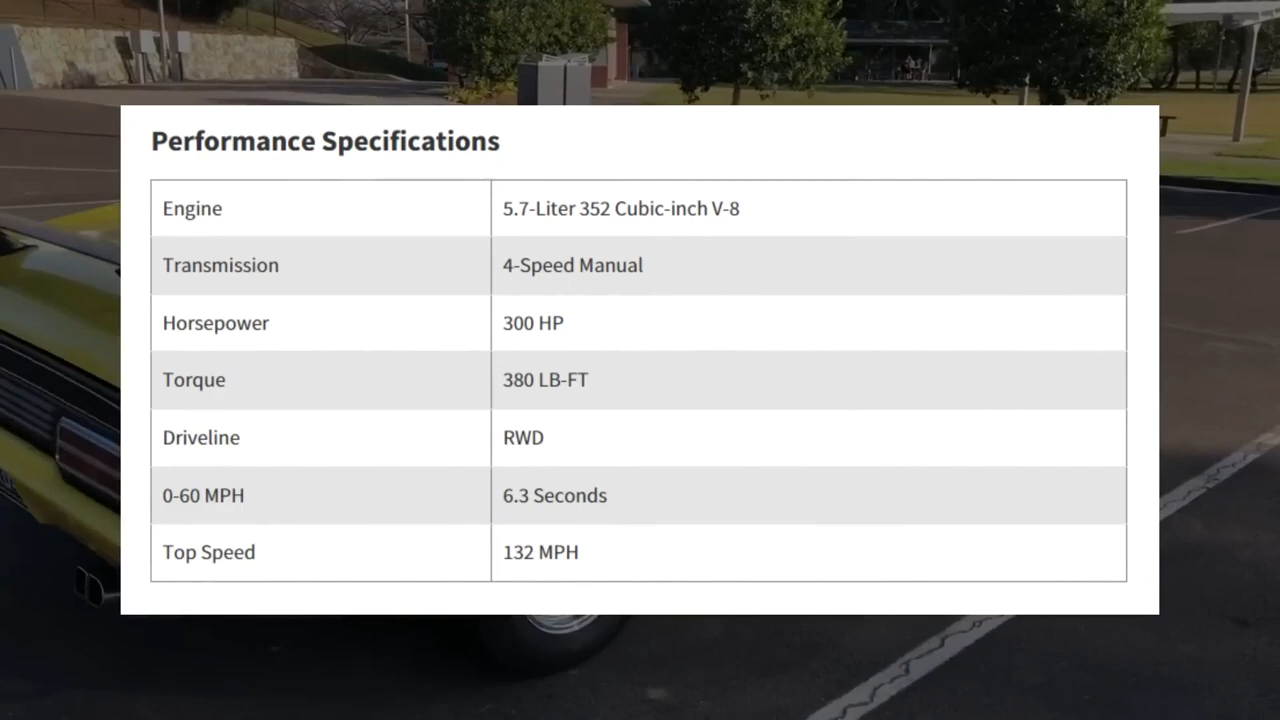 Performance Specifications
Engine 5.7-Liter 352 Cubic-inch V-8
Transmission 4-Speed Manual
Horsepower 300 HP
Torque 380 LB-FT
Driveline RWD
0-60 MPH 6.3 Seconds
Top Speed 132 MPH